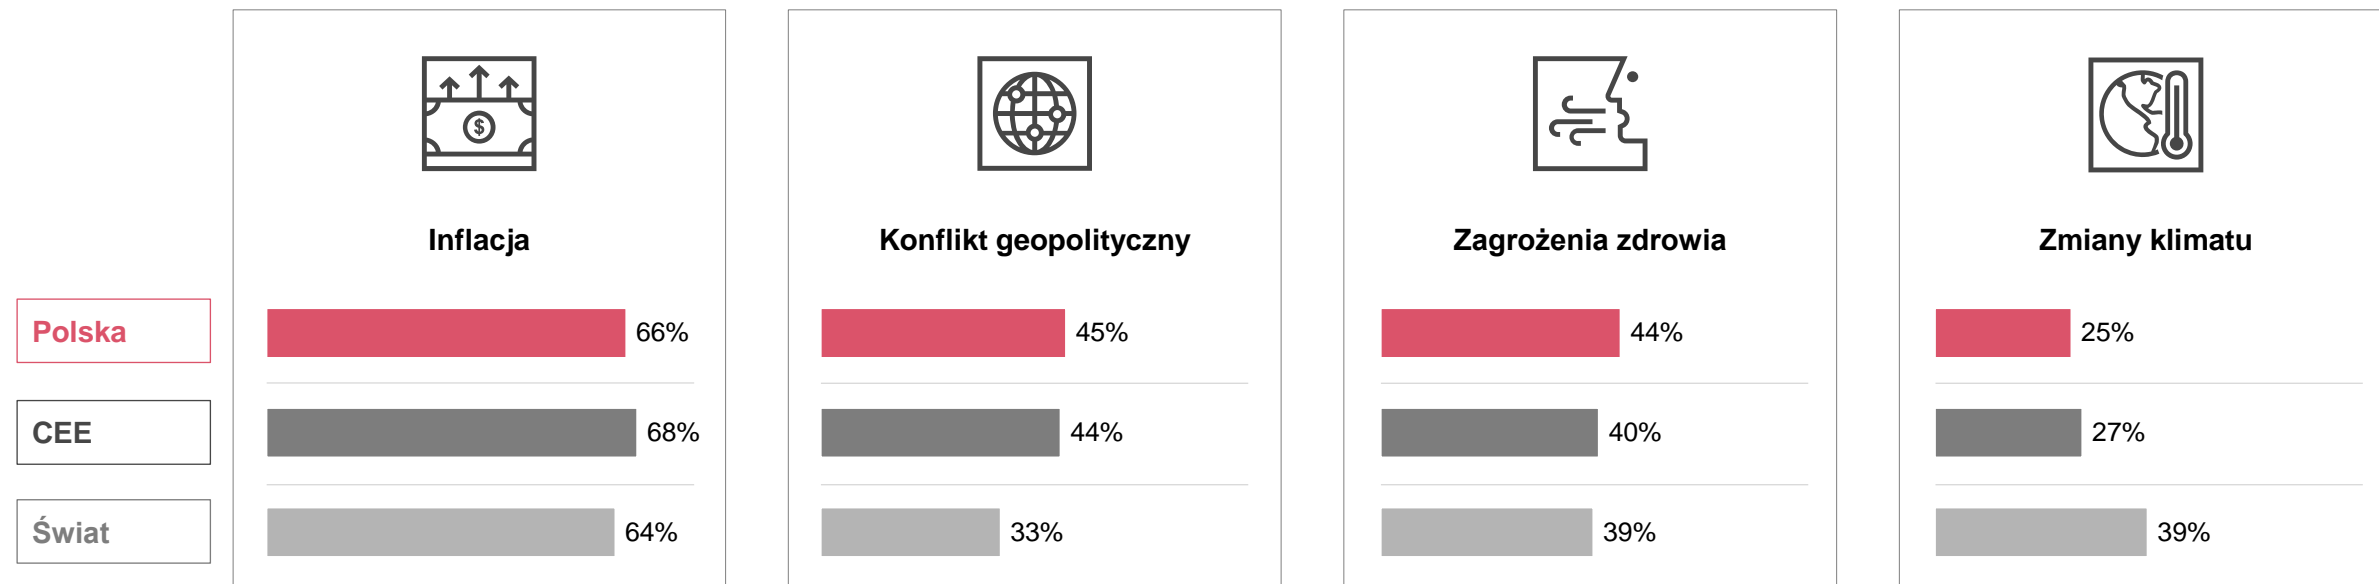 $
Inflacja
Konflikt geopolityczny
Zagrożenia zdrowia
Zmiany klimatu
Polska
66%
45%
44%
25%
CEE
68%
44%
40%
27%
Świat
64%
33%
39%
39%